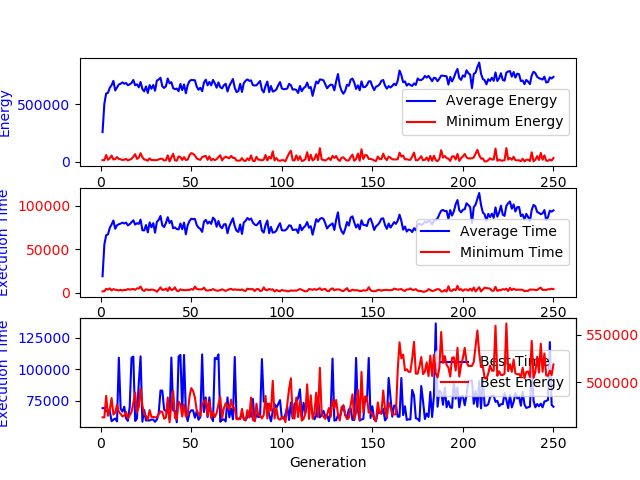 Energy
500000
0
Average Energy
Minimum Energy
0
50
100
150
200
250
Execution Time
100000
50000
0
Average Time
Minimum Time
0
50
100
150
200
250
Execution Time
125000
100000
75000
550000
500000
Best Time
Best Energy
0
50
100
150
200
250
Generation